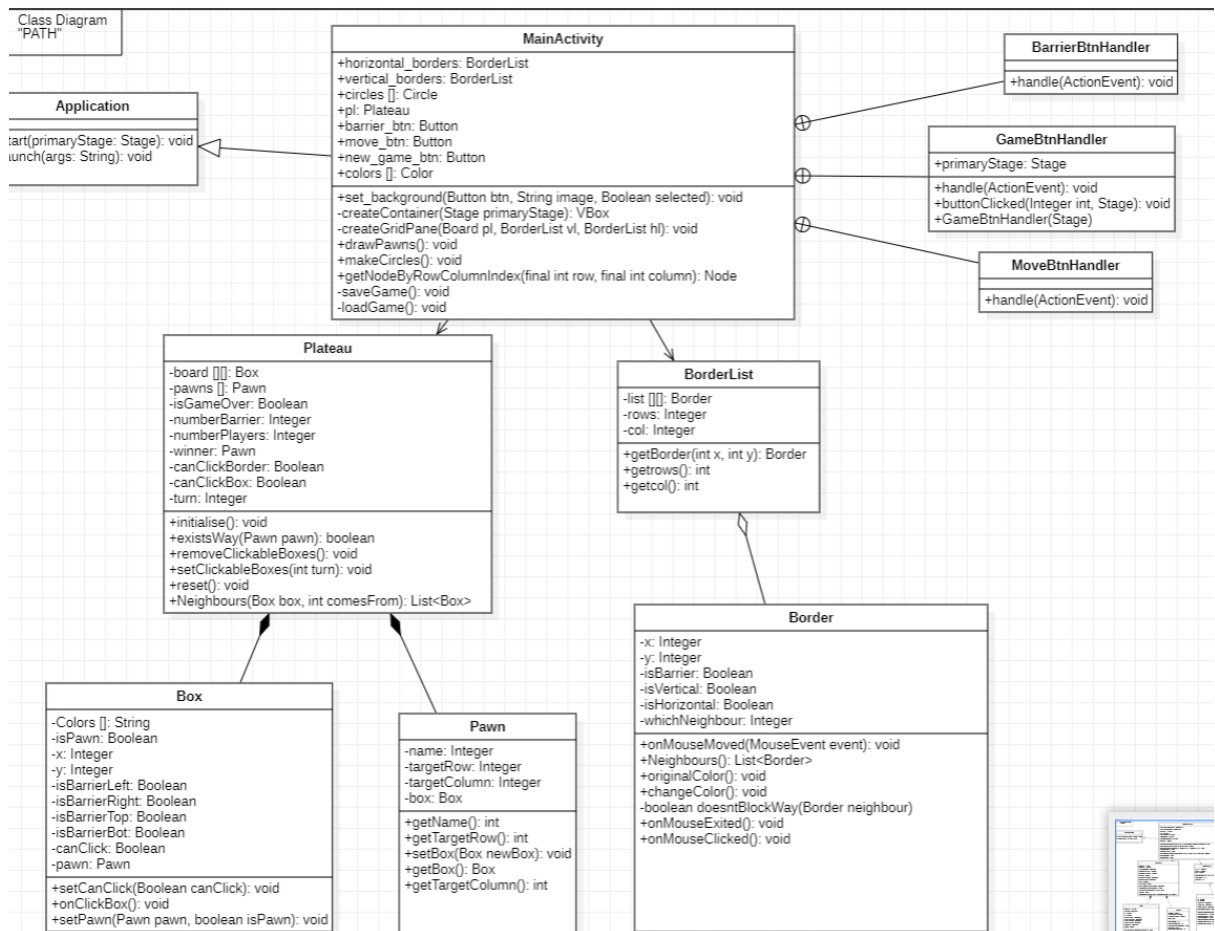 Class Diagram
"PATH"
MainActivity
+horizontal_borders: BorderList
+vertical_borders: BorderList
+circles []: Circle
+pl: Plateau
+barrier_btn: Button
+move_btn: Button
+new_game_btn: Button
+colors []: Color
+set_background(Button btn, String image, Boolean selected): void
-createContainer(Stage primaryStage): VBox
-createGridPane(Board pl, BorderList vl, BorderList hl): void
+drawPawns(): void
+makeCircles(): void
+getNodeByRowColumnIndex(final int row, final int column): Node
-saveGame(): void
-loadGame(): void
Application
tart(primaryStage: Stage): void
aunch(args: String): void
BarrierBtnHandler
+handle(ActionEvent): void
GameBtnHandler
+primaryStage: Stage
+handle(ActionEvent): void
+buttonClicked(Integer int, Stage): void
+GameBtnHandler(Stage)
MoveBtnHandler
+handle(ActionEvent): void
Plateau
-board [][]: Box
-pawns []: Pawn
-isGameOver: Boolean
-numberBarrier: Integer
-numberPlayers: Integer
-winner: Pawn
-canClickBorder: Boolean
-canClickBox: Boolean
-turn: Integer
+initialise(): void
+existsWay(Pawn pawn): boolean
+removeClickableBoxes(): void
+setClickableBoxes(int turn): void
+reset(): void
+Neighbours(Box box, int comesFrom): List<Box>
BorderList
-list [][]: Border
-rows: Integer
-col: Integer
+getBorder(int x, int y): Border
+getrows(): int
+getcol(): int
Box
-Colors []: String
-isPawn: Boolean
-x: Integer
-y: Integer
-isBarrierLeft: Boolean
-isBarrierRight: Boolean
-isBarrierTop: Boolean
-isBarrierBot: Boolean
-canClick: Boolean
-pawn: Pawn
+setCanClick(Boolean canClick): void
+onClickBox(): void
+setPawn(Pawn pawn, boolean isPawn): void
Pawn
-name: Integer
-targetRow: Integer
-targetColumn: Integer
-box: Box
+getName(): int
+getTargetRow(): int
+setBox(Box newBox): void
+getBox(): Box
+getTargetColumn(): int
Border
-x: Integer
-y: Integer
-isBarrier: Boolean
-isVertical: Boolean
-isHorizontal: Boolean
-whichNeighbour: Integer
+onMouseMoved(MouseEvent event): void
+Neighbours(): List<Border>
+originalColor(): void
+changeColor(): void
-boolean doesntBlockWay(Border neighbour)
+onMouseExited(): void
+onMouseClicked(): void